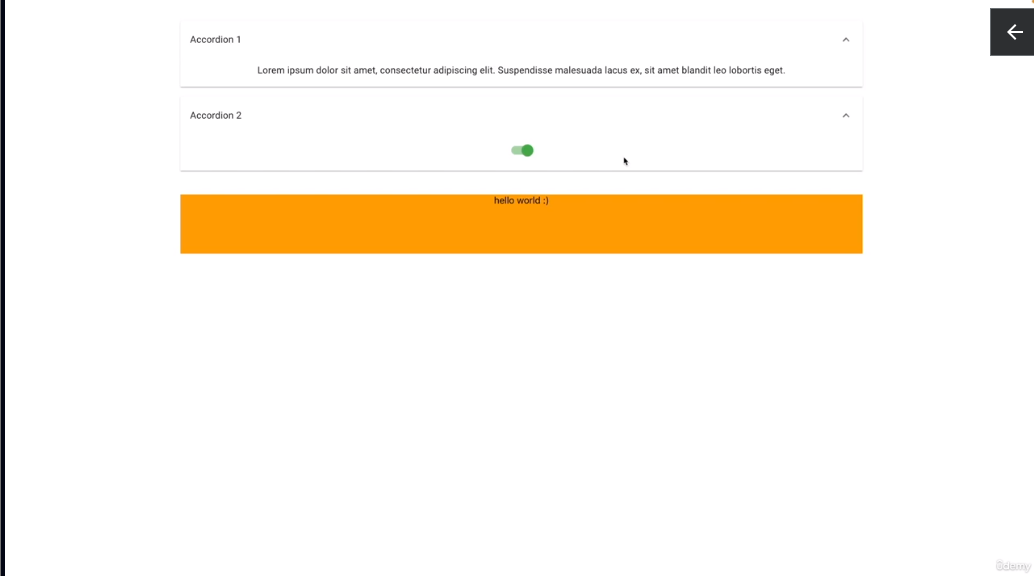 Accordion 1
Lorem ipsum dolor sit amet, consectetur adipiscing elit. Suspendisse malesuada lacus ex, sit amet blandit leo lobortis eget.
Accordion 2
hello world :)
ûdemy